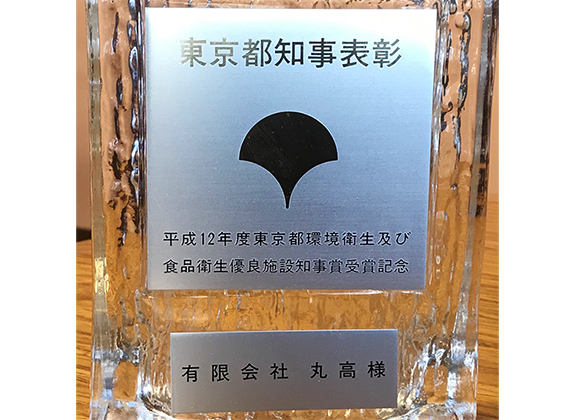 東京都知事表彰
平成12年度東京都環境衛生及び
食品衛生優良施設知事賞受賞記念
有限会社 丸高様